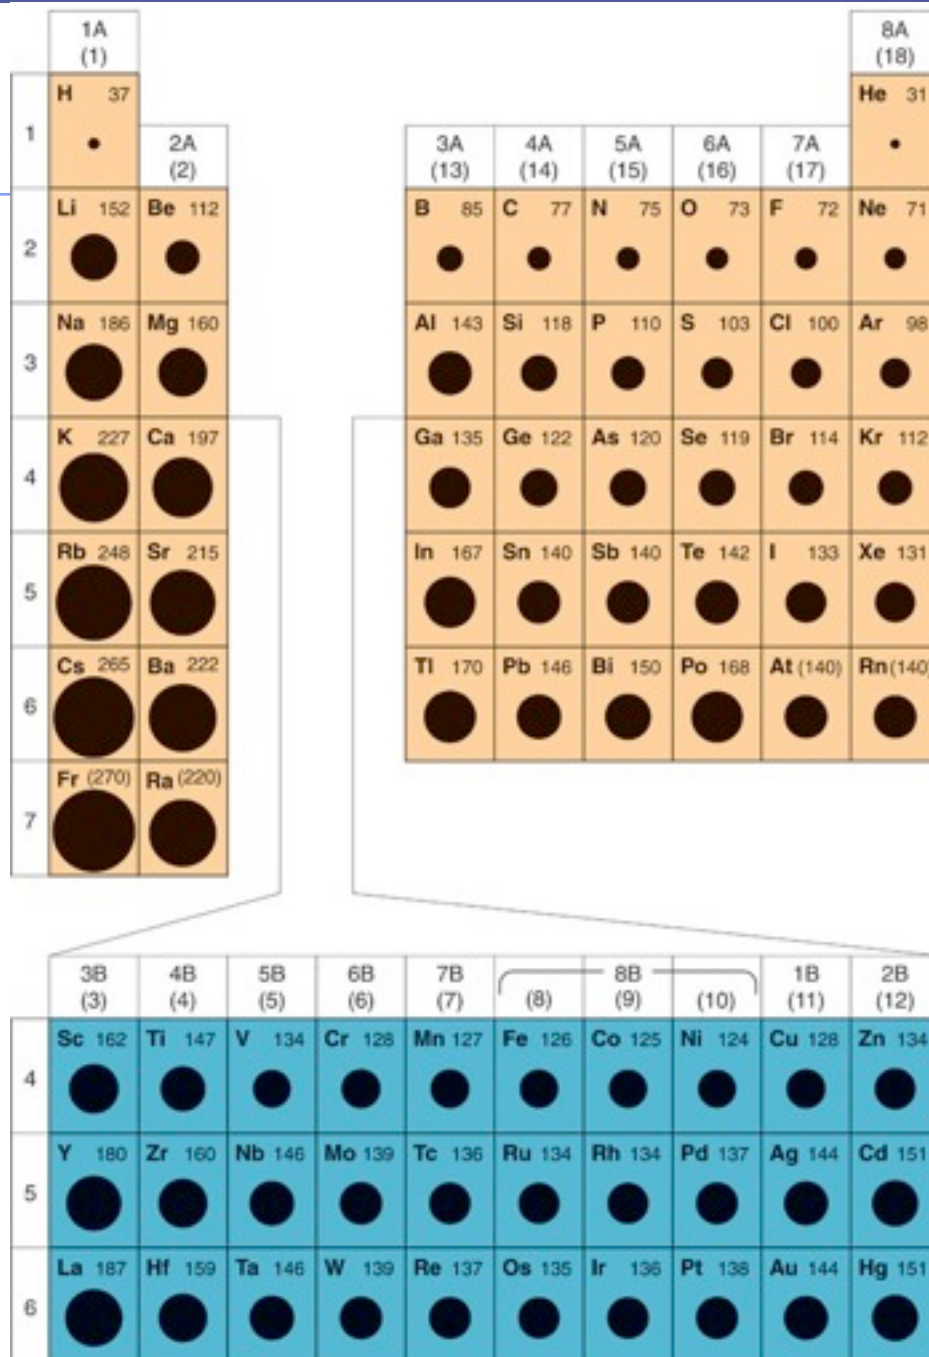 1A 8A
(1) (18)
H 37 He 31
1
2A 3A 4A 5A 6A 7A
(2) (13) (14) (15) (16) (17)
Li 152 Be 112 B 85 C 77 N 75 O 73 F 72 Ne 71
2
Na 186 Mg 160 Al 143 Si 118 P 110 S 103 Cl 100 Ar 98
3
K 227 Ca 197 Ga 135 Ge 122 As 120 Se 119 Br 114 Kr 112
4
Rb 248 Sr 215 In 167 Sn 140 Sb 140 Te 142 I 133 Xe 131
5
Cs 265 Ba 222 Tl 170 Pb 146 Bi 150 Po 168 At (140) Rn (140)
6
Fr (270) Ra (220)
7
3B 4B 5B 6B 7B 8B 1B 2B
(3) (4) (5) (6) (7) (8) (9) (10) (11) (12)
Sc 162 Ti 147 V 134 Cr 128 Mn 127 Fe 126 Co 125 Ni 124 Cu 128 Zn 134
4
Y 180 Zr 160 Nb 146 Mo 139 Tc 136 Ru 134 Rh 134 Pd 137 Ag 144 Cd 151
5
La 187 Hf 159 Ta 146 W 139 Re 137 Os 135 Ir 136 Pt 138 Au 144 Hg 151
6